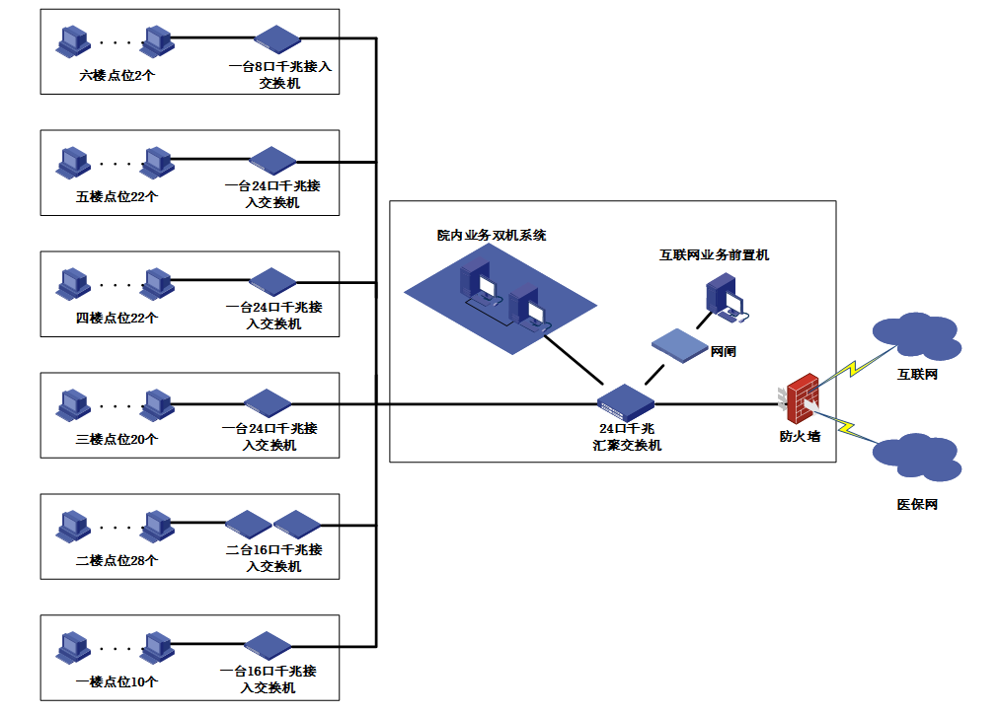 六楼点位2个
一台8口千兆接入
交换机
五楼点位22个
一台24口千兆接
入交换机
四楼点位22个
一台24口千兆接
入交换机
三楼点位20个
一台24口千兆接
入交换机
二楼点位28个
二台16口千兆接
入交换机
一楼点位10个
一台16口千兆接
入交换机
院内业务双机系统
互联网业务前置机
网闸
24口千兆
汇聚交换机
防火墙
互联网
医保网